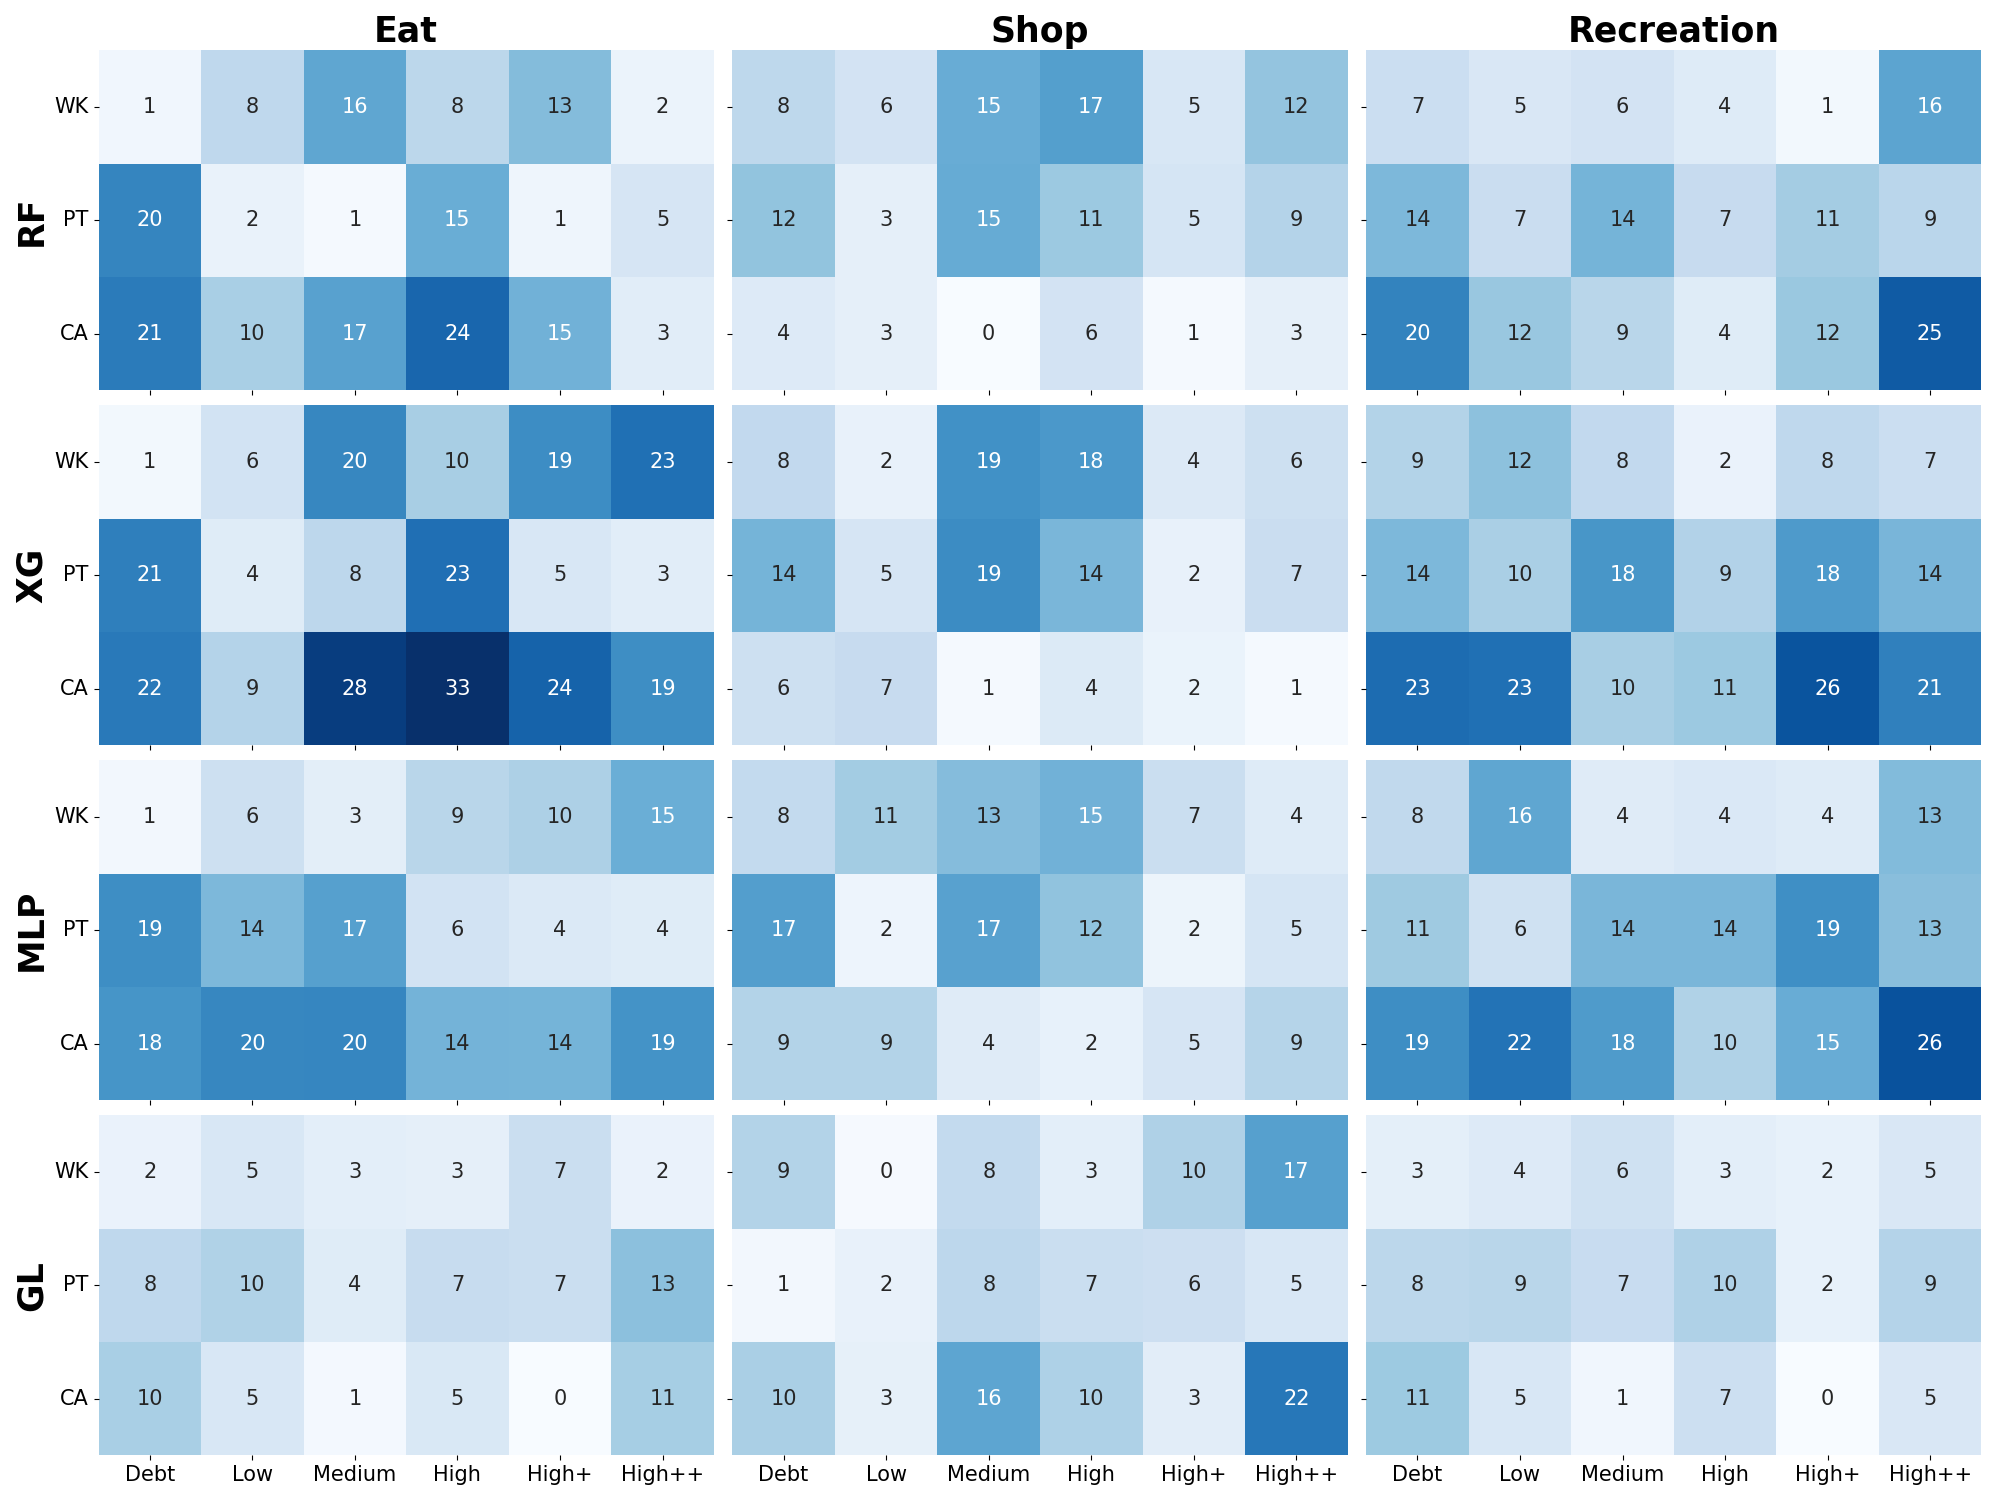 Eat Shop Recreation
WK 1 8 16 8 13 2 8 6 15 17 5 12 7 5 6 4 1 16
RF PT 20 2 1 15 1 5 12 3 15 11 5 9 14 7 14 7 11 9
CA 21 10 17 24 15 3 4 3 0 6 1 3 20 12 9 4 12 25
WK 1 6 20 10 19 23 8 2 19 18 4 6 9 12 8 2 8 7
XG PT 21 4 8 23 5 3 14 5 19 14 2 7 14 10 18 9 18 14
CA 22 9 28 33 24 19 6 7 1 4 2 1 23 23 10 11 26 21
WK 1 6 3 9 10 15 8 11 13 15 7 4 8 16 4 4 4 13
MLP PT 19 14 17 6 4 4 17 2 17 12 2 5 11 6 14 14 19 13
CA 18 20 20 14 14 19 9 9 4 2 5 9 19 22 18 10 15 26
WK 2 5 3 3 7 2 9 0 8 3 10 17 3 4 6 3 2 5
GL PT 8 10 4 7 7 13 1 2 8 7 6 5 8 9 7 10 2 9
CA 10 5 1 5 0 11 10 3 16 10 3 22 11 5 1 7 0 5
Debt Low Medium High High+ High++ Debt Low Medium High High+ High++ Debt Low Medium High High+ High++